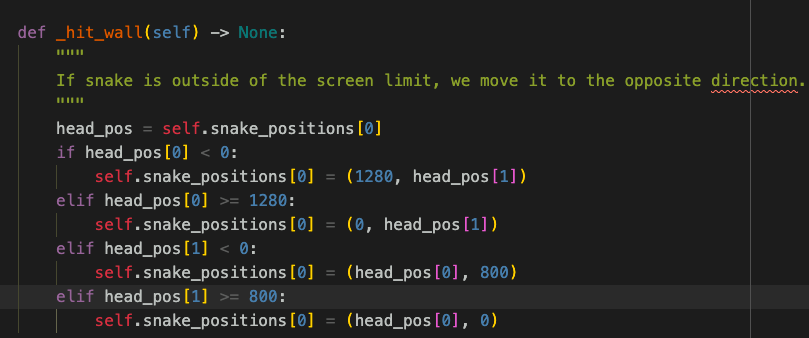 def _hit_wall(self) -> None:
    """
    If snake is outside of the screen limit, we move it to the opposite direction.
    """
    head_pos = self.snake_positions[0]
    if head_pos[0] < 0:
        self.snake_positions[0] = (1280, head_pos[1])
    elif head_pos[0] >= 1280:
        self.snake_positions[0] = (0, head_pos[1])
    elif head_pos[1] < 0:
        self.snake_positions[0] = (head_pos[0], 800)
    elif head_pos[1] >= 800:
        self.snake_positions[0] = (head_pos[0], 0)